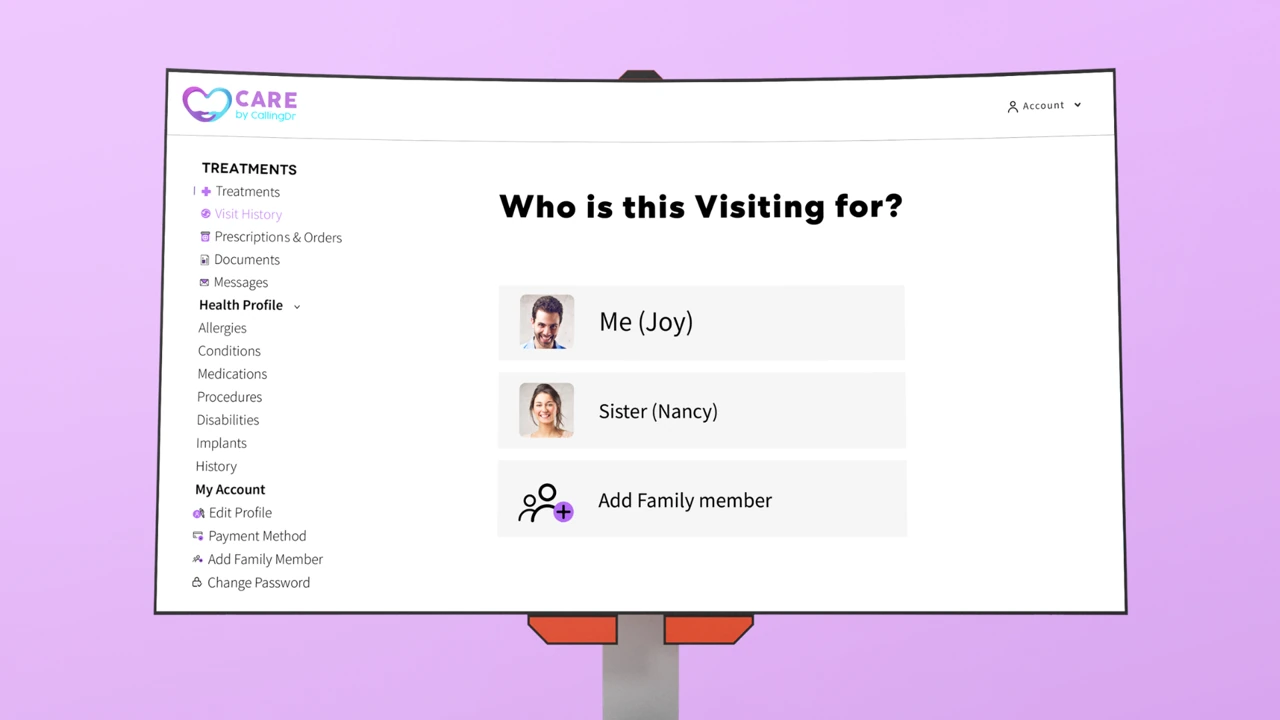 CARE
by CallingDr
Account
TREATMENTS
Treatments
Visit History
Prescriptions & Orders
Documents
Messages
Health Profile
Allergies
Conditions
Medications
Procedures
Disabilities
Implants
History
My Account
Edit Profile
Payment Method
Add Family Member
Change Password
Who is this Visiting for?
Me (Joy)
Sister (Nancy)
Add Family member